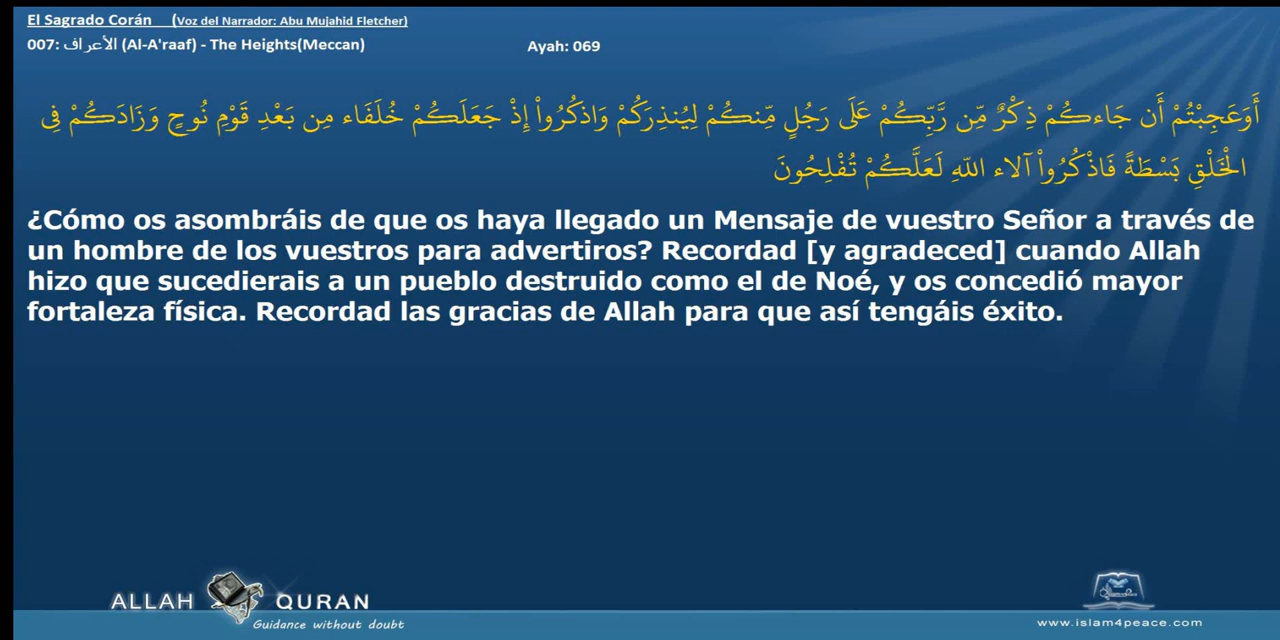 El Sagrado Corán (Voz del Narrador: Abu Mujahid Fletcher)
007: الأعراف (Al-A'raaf) - The Heights(Meccan) Ayah: 069
أَوَعَجِبْتُمْ أَن جَاءكُمْ ذِكْرٌ مِّن رَّبِّكُمْ عَلَى رَجُلٍ مِّنكُمْ لِيُنذِرَكُمْ وَاذكُرُواْ إِذْ جَعَلَكُمْ خُلَفَاء مِن بَعْدِ قَوْمِ نُوحٍ وَزَادَكُمْ فِي
الْخَلْقِ بَسْطَةً فَاذْكُرُواْ آلاء اللّهِ لَعَلَّكُمْ تُفْلِحُونَ
¿Cómo os asombráis de que os haya llegado un Mensaje de vuestro Señor a través de
un hombre de los vuestros para advertiros? Recordad [y agradeced] cuando Allah
hizo que sucedierais a un pueblo destruido como el de Noé, y os concedió mayor
fortaleza física. Recordad las gracias de Allah para que así tengáis éxito.
ALLAH QURAN
Guidance without doubt
www.islam4peace.com